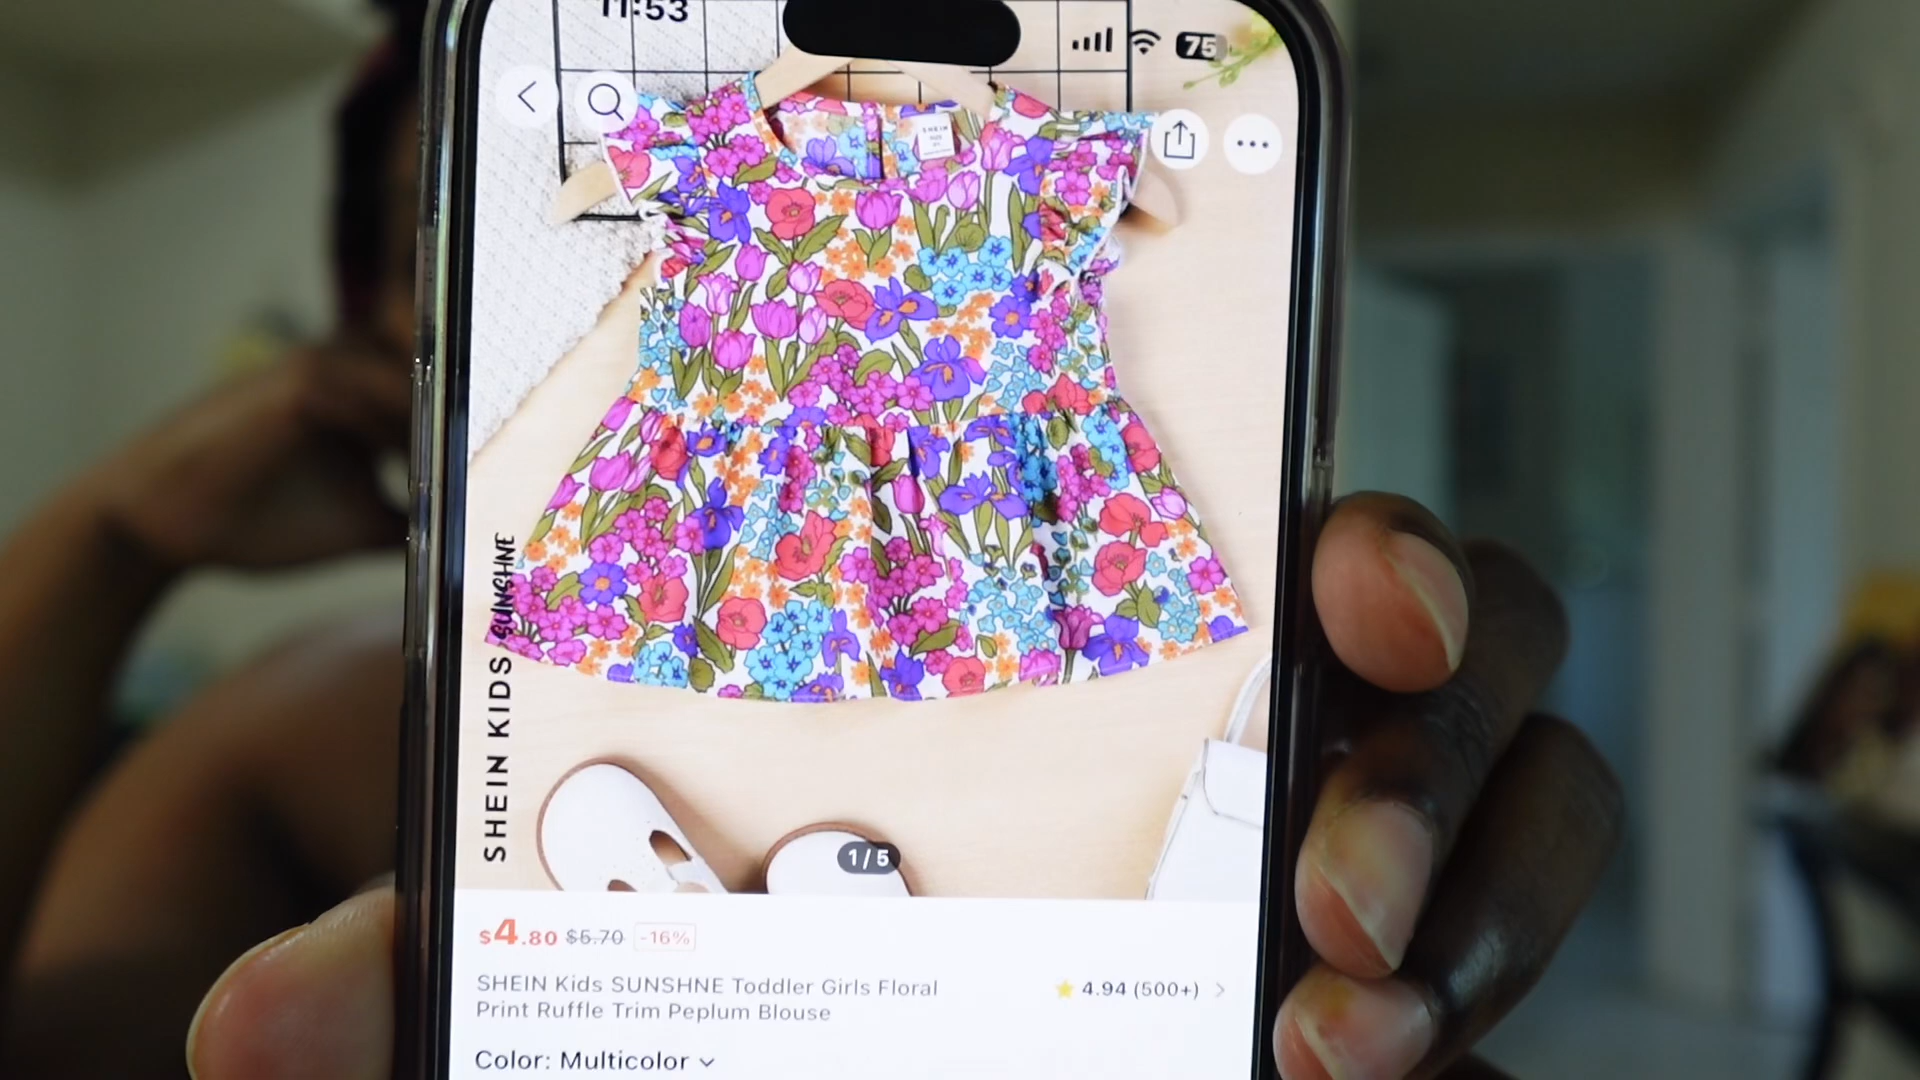 11:53
75
SHEIN
SHEIN KIDS SUNSHNE
1/5
$4.80 $5.70 -16%
SHEIN Kids SUNSHNE Toddler Girls Floral
Print Ruffle Trim Peplum Blouse
4.94 (500+)
Color: Multicolor